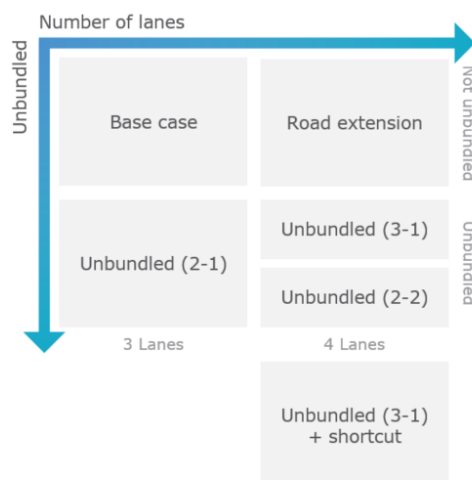 Number of lanes
Unbundled
Base case
Road extension
Not unbundled
Unbundled (2-1)
Unbundled (3-1)
Unbundled (2-2)
Unbundled
3 Lanes
4 Lanes
Unbundled (3-1)
+ shortcut